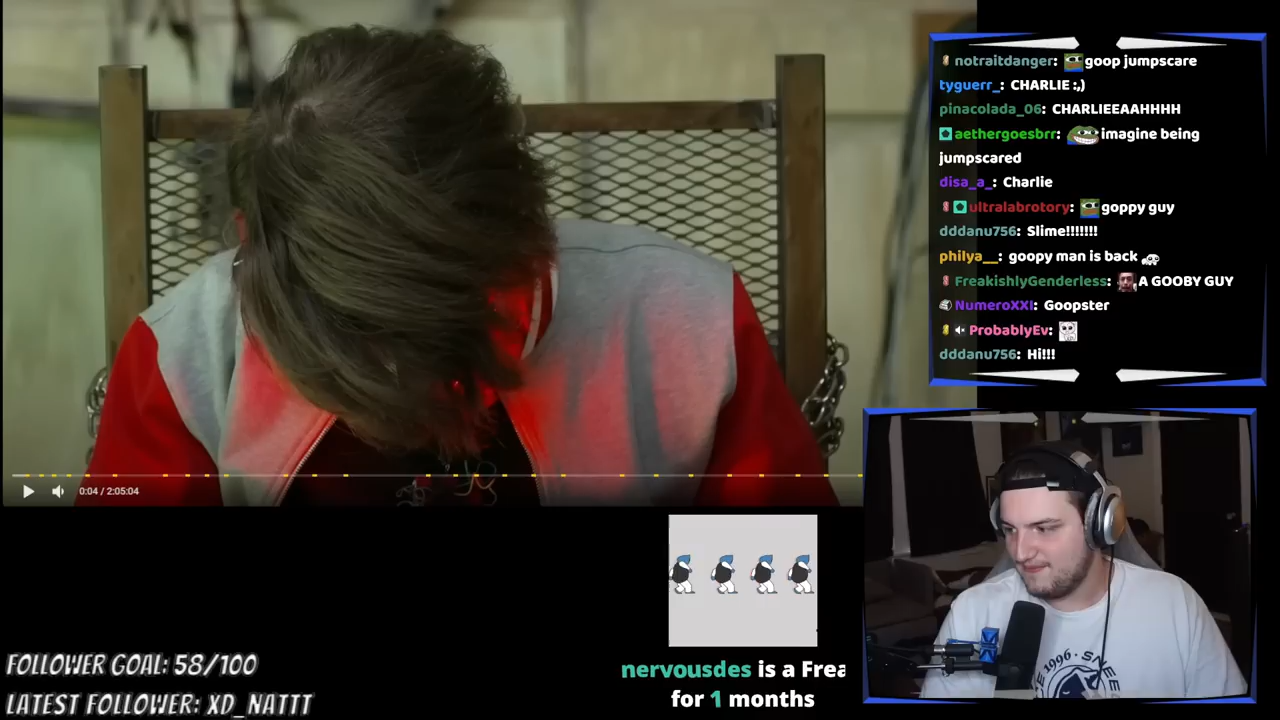 notraitdanger: goop jumpscare
tyguerr_: CHARLIE :,)
pinacolada_06: CHARLIEEAAHHHH
aethergoesbrr: imagine being
jumpscared
disa_a_: Charlie
ultralabrotory: goppy guy
dddanu756: Slime!!!!!!!
philya__: goopy man is back
FreakishlyGenderless: A GOOBY GUY
NumeroXXI: Goopster
ProbablyEv:
dddanu756: Hi!!!
0:04 / 2:05:04
1996 · SNEE
nervousdes is a Frea
for 1 months
FOLLOWER GOAL: 58/100
LATEST FOLLOWER: XD_NATTT